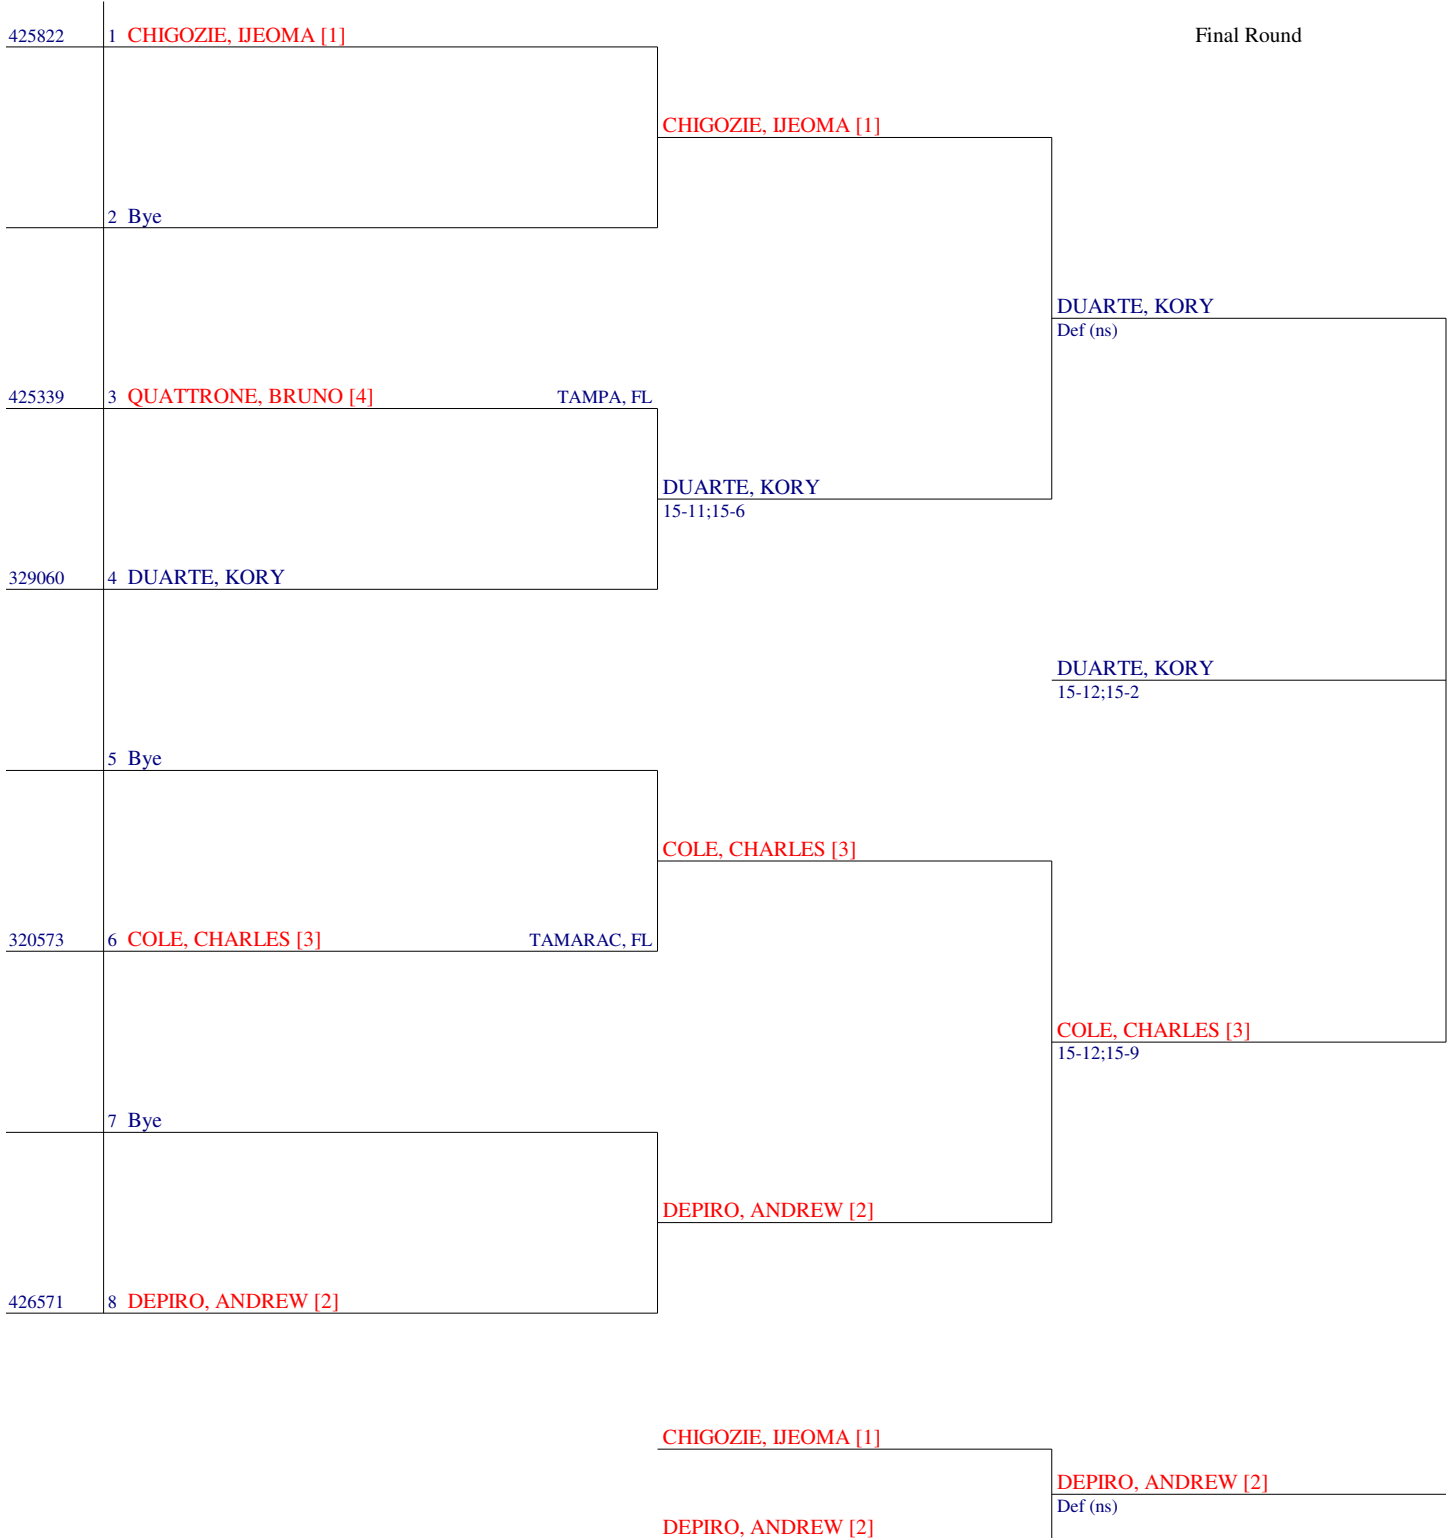 425822 1 CHIGOZIE, IJEOMA [1]
Final Round
CHIGOZIE, IJEOMA [1]
2 Bye
DUARTE, KORY
Def (ns)
425339 3 QUATTRONE, BRUNO [4] TAMPA, FL
DUARTE, KORY
15-11;15-6
329060 4 DUARTE, KORY
DUARTE, KORY
15-12;15-2
5 Bye
COLE, CHARLES [3]
320573 6 COLE, CHARLES [3] TAMARAC, FL
COLE, CHARLES [3]
15-12;15-9
7 Bye
DEPIRO, ANDREW [2]
426571 8 DEPIRO, ANDREW [2]
CHIGOZIE, IJEOMA [1]
DEPIRO, ANDREW [2]
Def (ns)
DEPIRO, ANDREW [2]